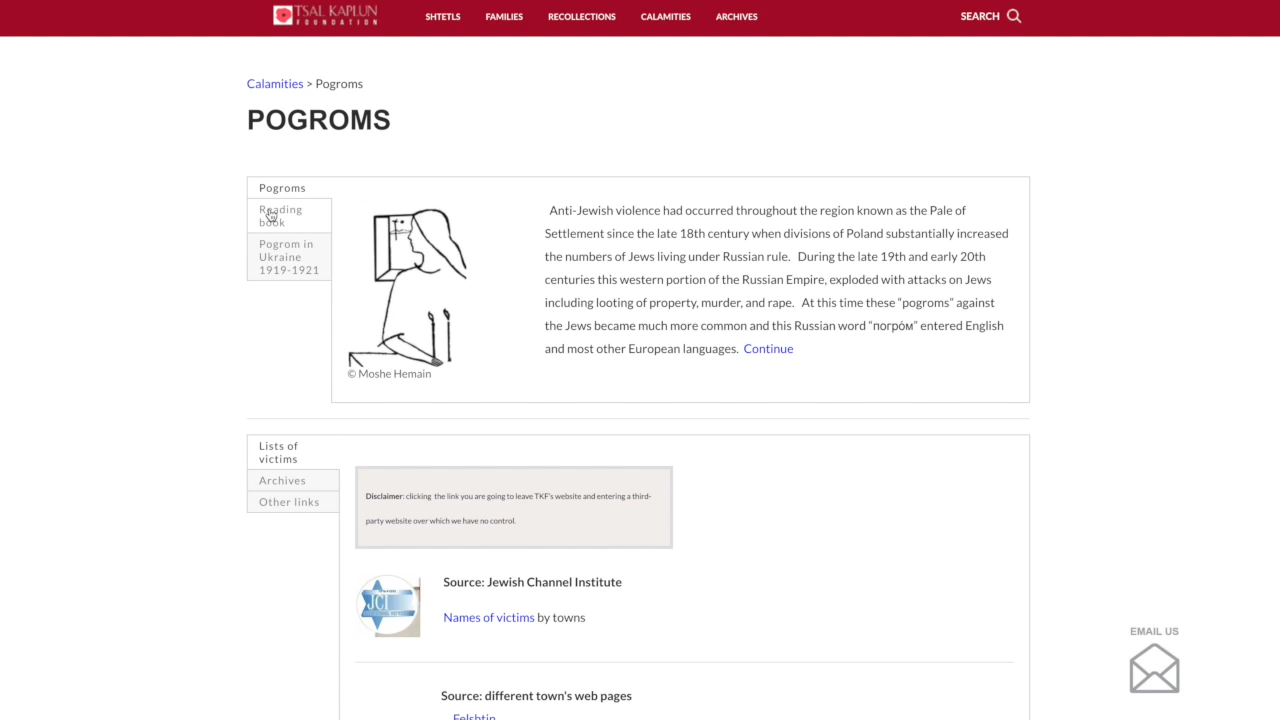 TSAL KAPLUN
FOUNDATION
SHTETLS
FAMILIES
RECOLLECTIONS
CALAMITIES
ARCHIVES
SEARCH
Calamities > Pogroms
POGROMS
Pogroms
Reading
book
Pogrom in
Ukraine
1919-1921
Anti-Jewish violence had occurred throughout the region known as the Pale of
Settlement since the late 18th century when divisions of Poland substantially increased
the numbers of Jews living under Russian rule. During the late 19th and early 20th
centuries this western portion of the Russian Empire, exploded with attacks on Jews
including looting of property, murder, and rape. At this time these “pogroms” against
the Jews became much more common and this Russian word “погрóм” entered English
and most other European languages. Continue
© Moshe Hemain
Lists of
victims
Archives
Other links
Disclaimer: clicking the link you are going to leave TKF's website and entering a third-
party website over which we have no control.
JCI
Source: Jewish Channel Institute
Names of victims by towns
Source: different town's web pages
Felshtin
EMAIL US